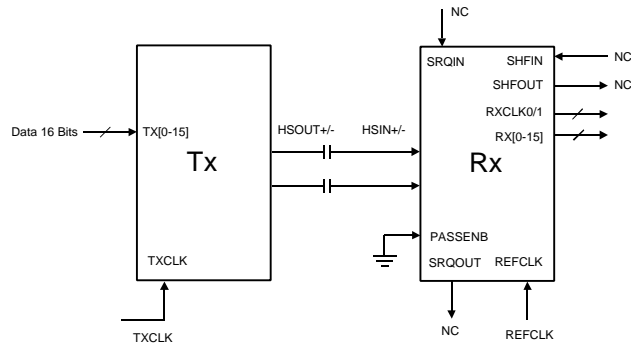 NC
SRQIN
SHFIN
NC
SHFOUT
NC
RXCLK0/1
Data 16 Bits
TX[0-15]
HSOUT+/-
HSIN+/-
RX[0-15]
Tx
Rx
PASSENB
TXCLK
SRQOUT
REFCLK
TXCLK
NC
REFCLK